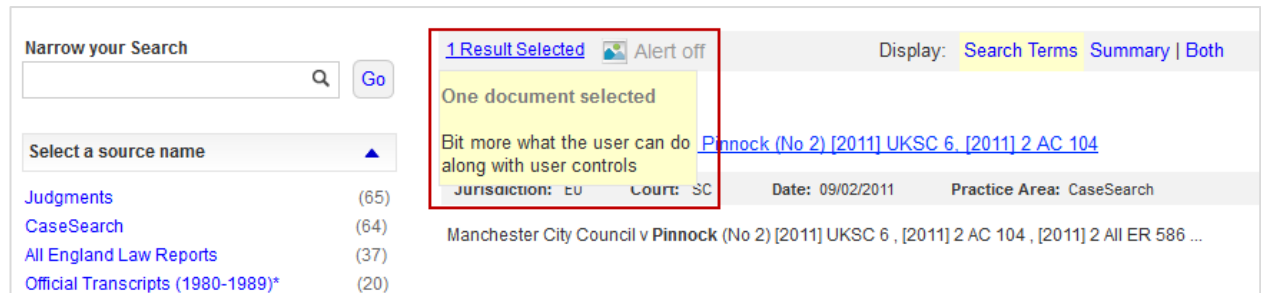 Narrow your Search
Go
Select a source name
Judgments (65)
CaseSearch (64)
All England Law Reports (37)
Official Transcripts (1980-1989)* (20)
1 Result Selected Alert off Display: Search Terms Summary | Both
One document selected
Bit more what the user can do
along with user controls
Pinnock (No 2) [2011] UKSC 6, [2011] 2 AC 104
Jurisdiction: EU Court: SC Date: 09/02/2011 Practice Area: CaseSearch
Manchester City Council v Pinnock (No 2) [2011] UKSC 6 , [2011] 2 AC 104 , [2011] 2 All ER 586 ...